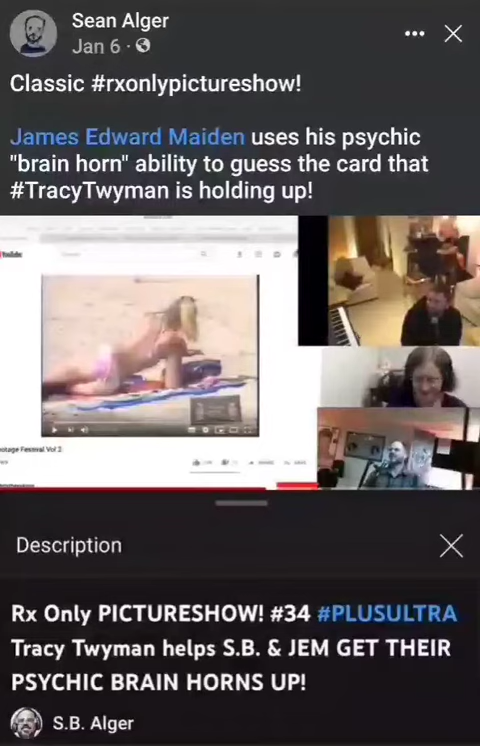 Sean Alger
Jan 6
Classic #rxonlypictureshow!
James Edward Maiden uses his psychic
"brain horn" ability to guess the card that
#TracyTwyman is holding up!
Description
Rx Only PICTURESHOW! #34 #PLUSULTRA
Tracy Twyman helps S.B. & JEM GET THEIR
PSYCHIC BRAIN HORNS UP!
S.B. Alger